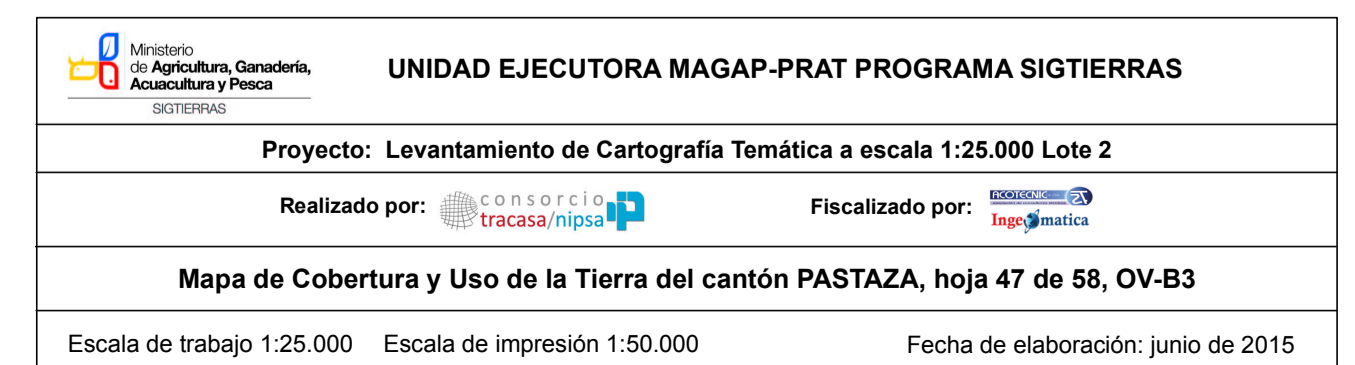 Ministerio
de Agricultura, Ganadería,
Acuacultura y Pesca
SIGTIERRAS
UNIDAD EJECUTORA MAGAP-PRAT PROGRAMA SIGTIERRAS
Proyecto: Levantamiento de Cartografía Temática a escala 1:25.000 Lote 2
Realizado por: consorcio
tracasa/nipsa
Fiscalizado por: ACOTECNIC
Ingeomatica
Mapa de Cobertura y Uso de la Tierra del cantón PASTAZA, hoja 47 de 58, OV-B3
Escala de trabajo 1:25.000 Escala de impresión 1:50.000 Fecha de elaboración: junio de 2015